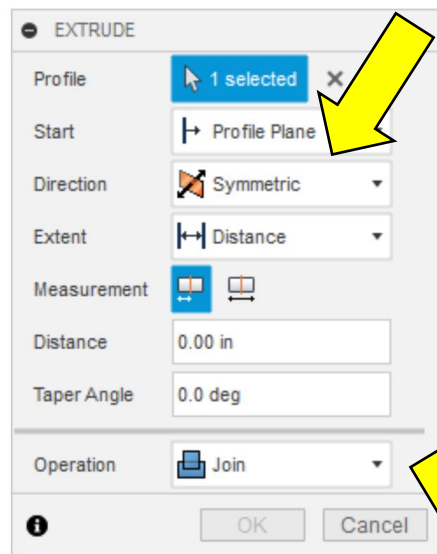 EXTRUDE
Profile 1 selected
Start Profile Plane
Direction Symmetric
Extent Distance
Measurement
Distance 0.00 in
Taper Angle 0.0 deg
Operation Join
OK Cancel